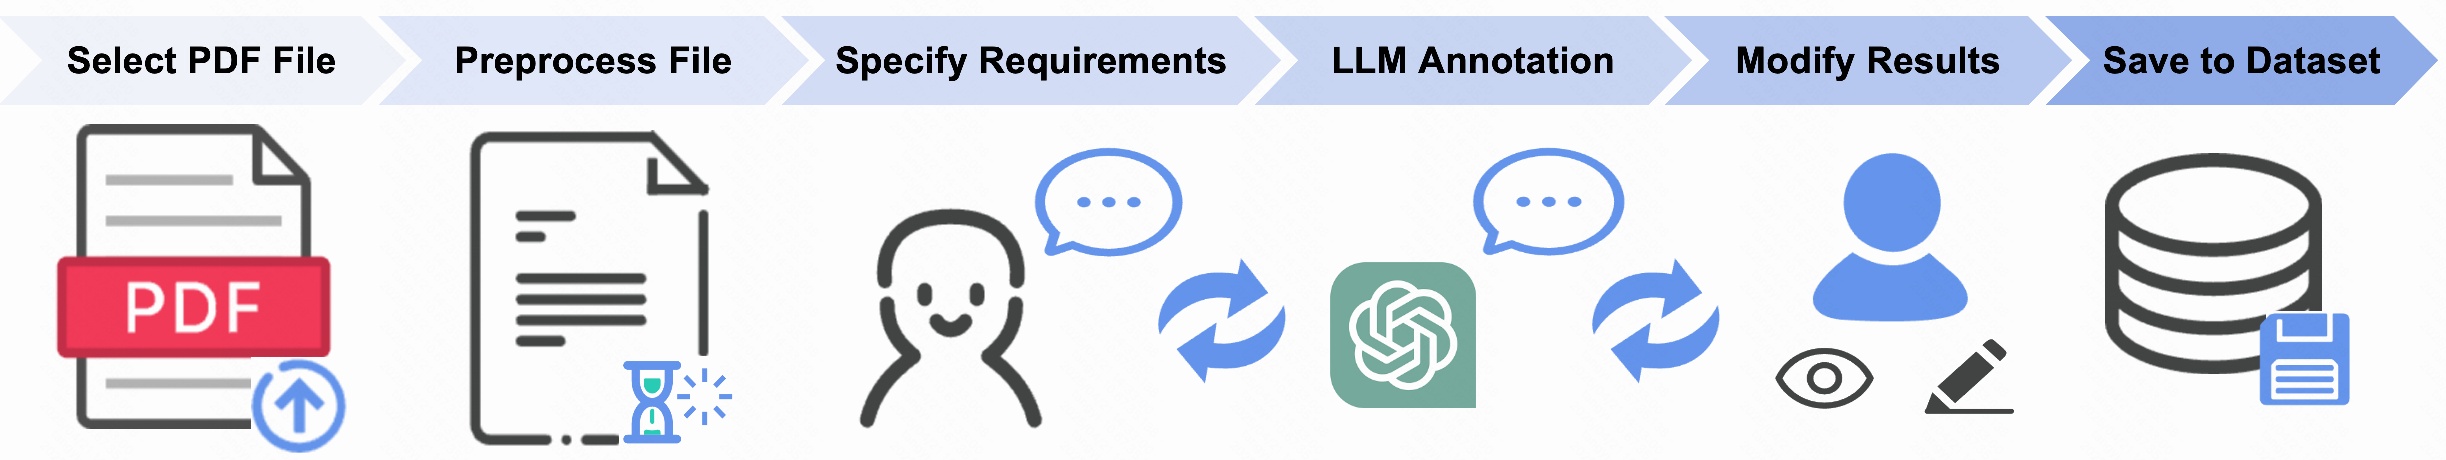 Select PDF File
Preprocess File
Specify Requirements
LLM Annotation
Modify Results
Save to Dataset
PDF